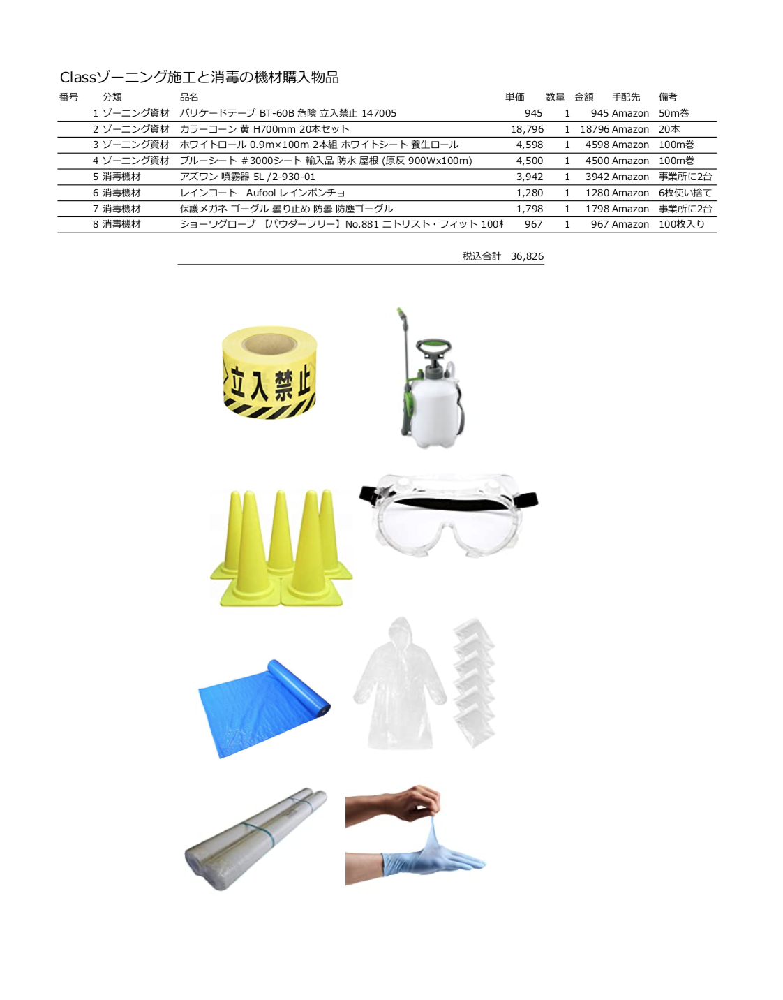 Classゾーニング施工と消毒の機材購入物品
番号 分類 品名 単価 数量 金額 手配先 備考
1 ゾーニング資材 バリケードテープ BT-60B 危険 立入禁止 147005 945 1 945 Amazon 50m巻
2 ゾーニング資材 カラーコーン 黄 H700mm 20本セット 18,796 1 18796 Amazon 20本
3 ゾーニング資材 ホワイトロール 0.9m×100m 2本組 ホワイトシート 養生ロール 4,598 1 4598 Amazon 100m巻
4 ゾーニング資材 ブルーシート #3000シート 輸入品 防水 屋根 (原反 900Wx100m) 4,500 1 4500 Amazon 100m巻
5 消毒機材 アズワン 噴霧器 5L /2-930-01 3,942 1 3942 Amazon 事業所に2台
6 消毒機材 レインコート Aufool レインポンチョ 1,280 1 1280 Amazon 6枚使い捨て
7 消毒機材 保護メガネ ゴーグル 曇り止め 防曇 防塵ゴーグル 1,798 1 1798 Amazon 事業所に2台
8 消毒機材 ショーワグローブ 【パウダーフリー】No.881 ニトリスト・フィット 100 967 1 967 Amazon 100枚入り
税込合計 36,826
立入禁止